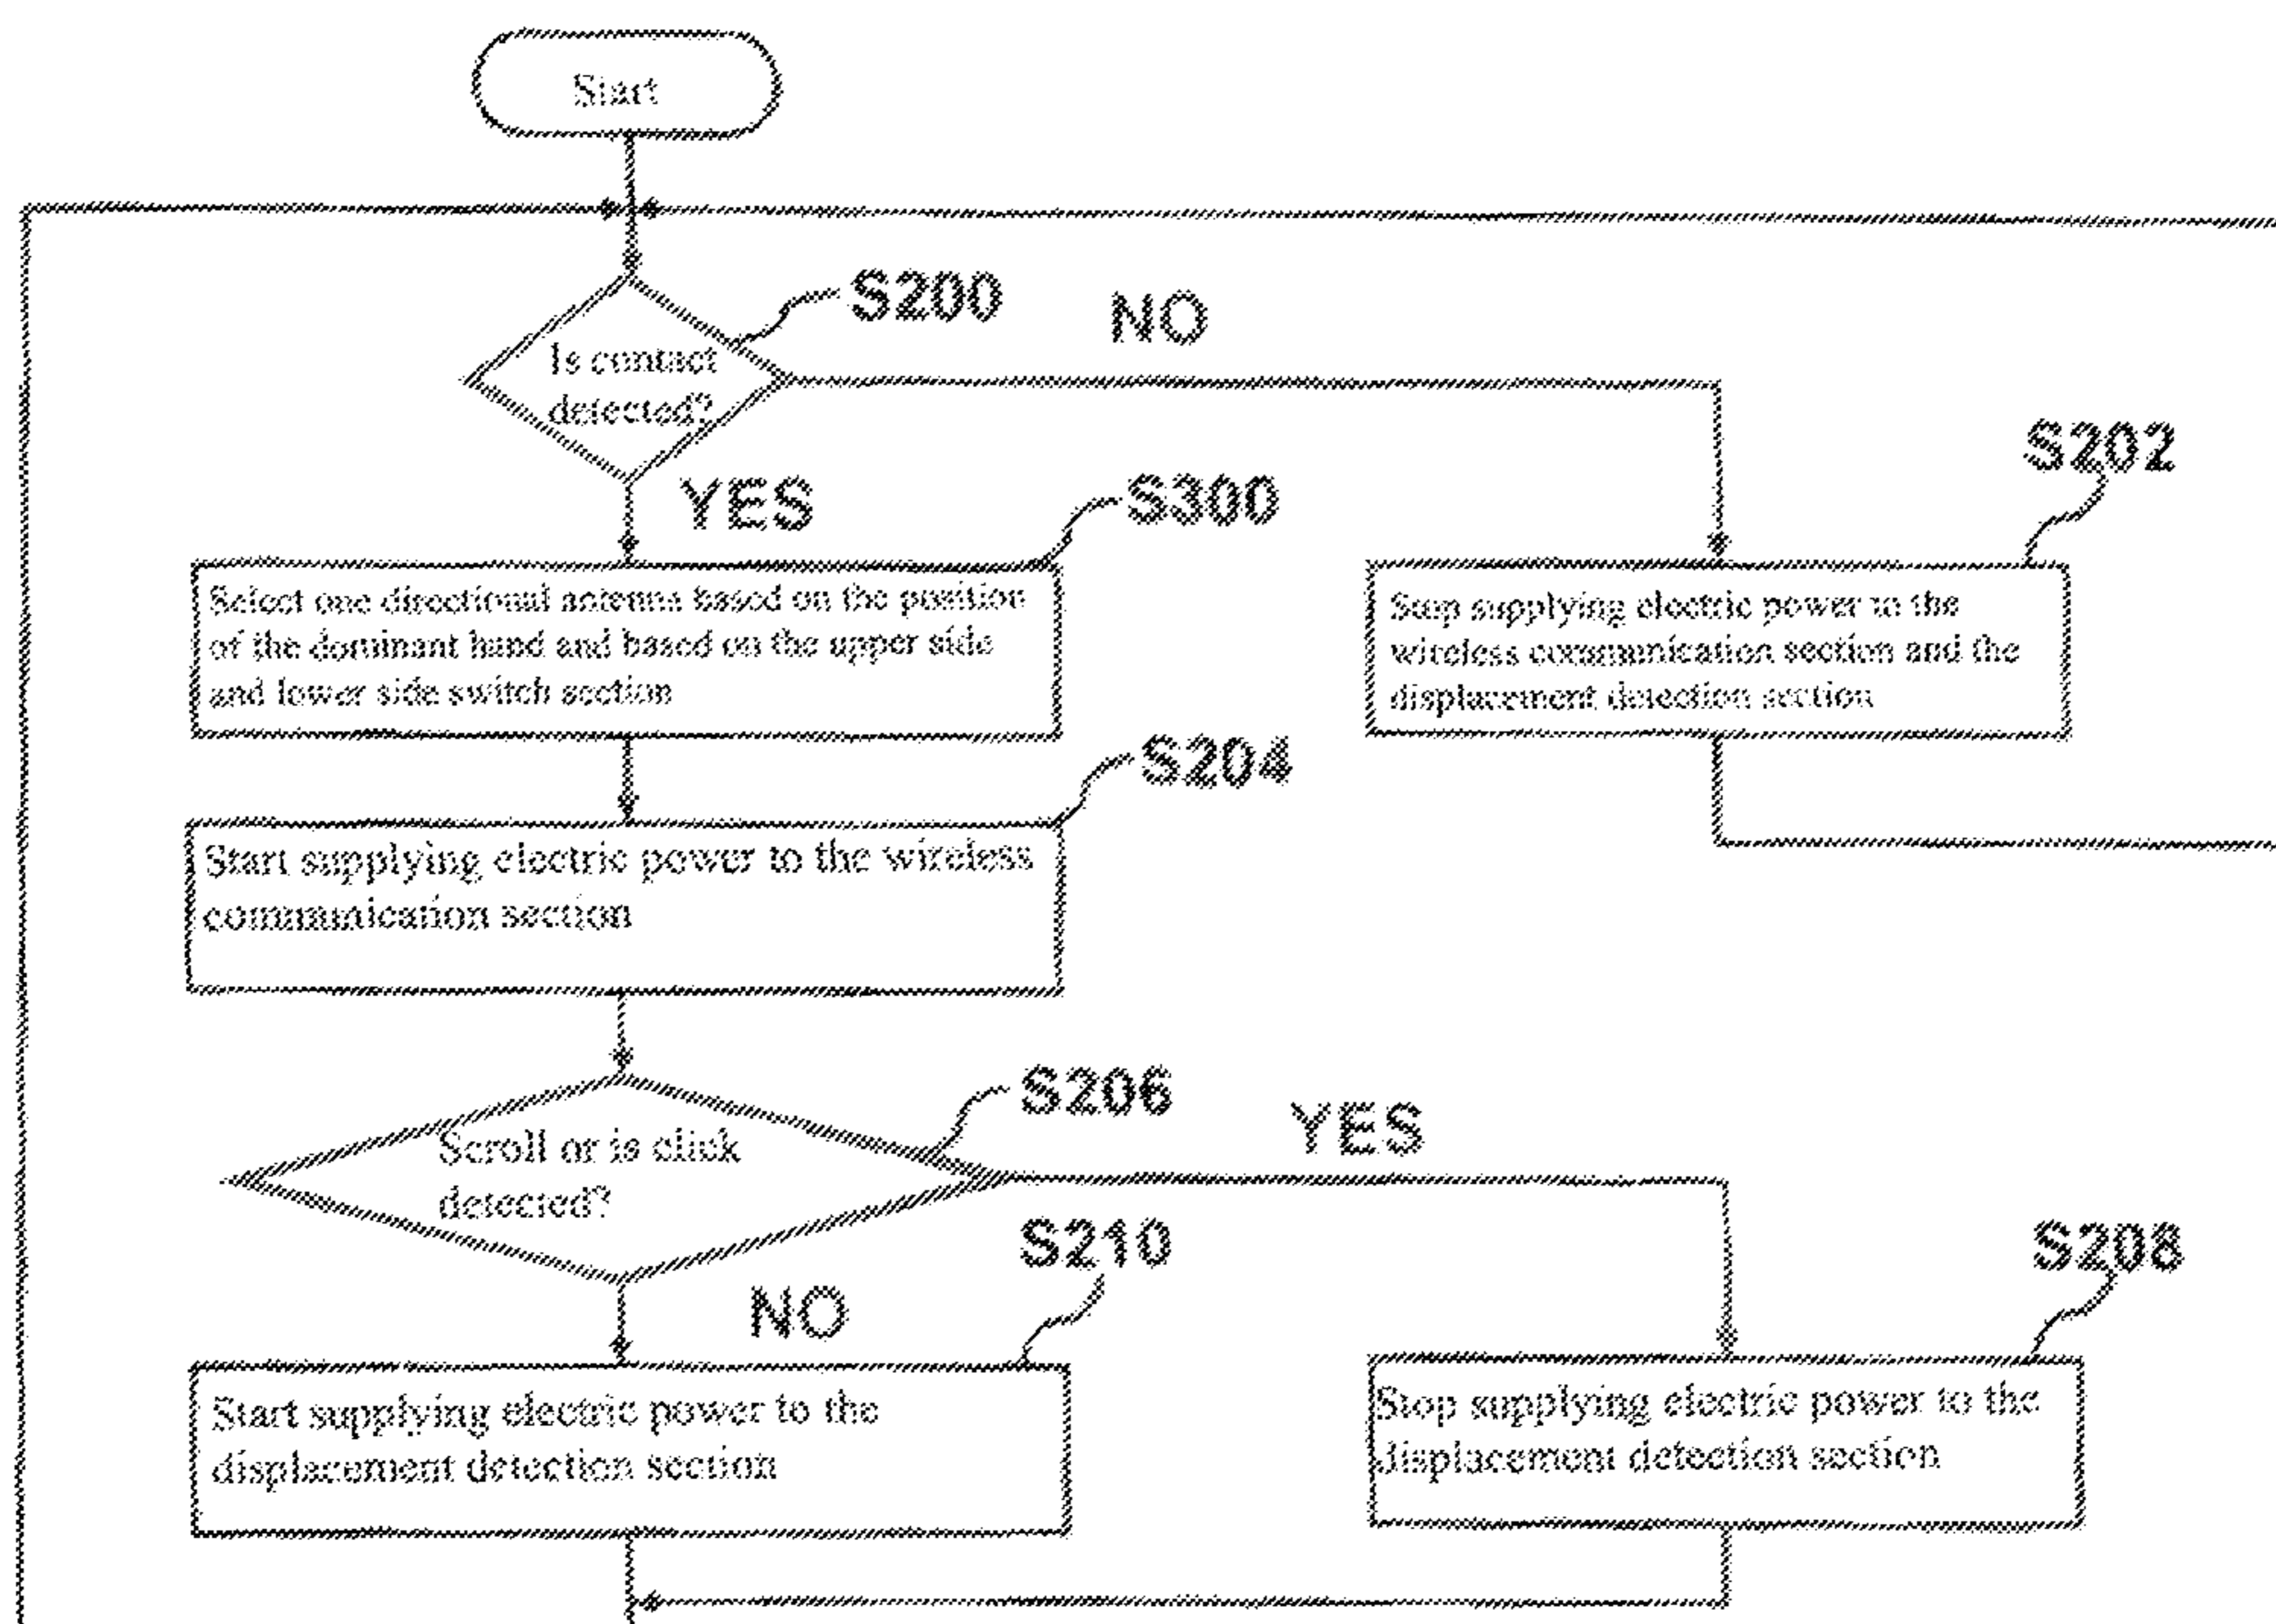 Start
S200
NO
Is contact
detected?
S202
YES
S300
Select one directional antenna based on the position
of the dominant hand and based on the upper side
and lower side switch section
Stop supplying electric power to the
wireless communication section and the
displacement detection section
S204
Start supplying electric power to the wireless
communication section
S206
YES
Scroll or is click
detected?
S210
S208
NO
Start supplying electric power to the
displacement detection section
Stop supplying electric power to the
displacement detection section